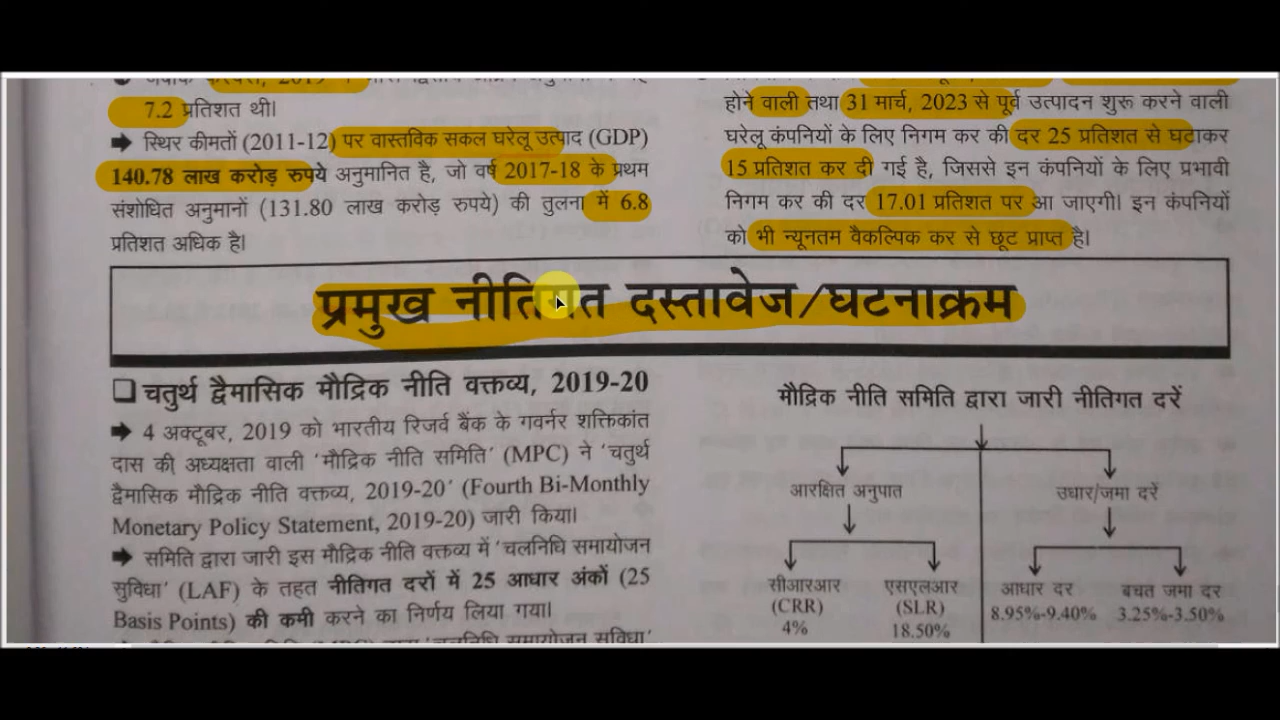 7.2 प्रतिशत थी।
➡ स्थिर कीमतों (2011-12) पर वास्तविक सकल घरेलू उत्पाद (GDP)
140.78 लाख करोड़ रुपये अनुमानित है, जो वर्ष 2017-18 के प्रथम
संशोधित अनुमानों (131.80 लाख करोड़ रुपये) की तुलना में 6.8
प्रतिशत अधिक है।
होने वाली तथा 31 मार्च, 2023 से पूर्व उत्पादन शुरू करने वाली
घरेलू कंपनियों के लिए निगम कर की दर 25 प्रतिशत से घटाकर
15 प्रतिशत कर दी गई है, जिससे इन कंपनियों के लिए प्रभावी
निगम कर की दर 17.01 प्रतिशत पर आ जाएगी। इन कंपनियों
को भी न्यूनतम वैकल्पिक कर से छूट प्राप्त है।
प्रमुख नीतिगत दस्तावेज/घटनाक्रम
❑ चतुर्थ द्वैमासिक मौद्रिक नीति वक्तव्य, 2019-20
➡ 4 अक्टूबर, 2019 को भारतीय रिजर्व बैंक के गवर्नर शक्तिकांत
दास की अध्यक्षता वाली 'मौद्रिक नीति समिति' (MPC) ने 'चतुर्थ
द्वैमासिक मौद्रिक नीति वक्तव्य, 2019-20' (Fourth Bi-Monthly
Monetary Policy Statement, 2019-20) जारी किया।
➡ समिति द्वारा जारी इस मौद्रिक नीति वक्तव्य में 'चलनिधि समायोजन
सुविधा' (LAF) के तहत नीतिगत दरों में 25 आधार अंकों (25
Basis Points) की कमी करने का निर्णय लिया गया।
मौद्रिक नीति समिति द्वारा जारी नीतिगत दरें
आरक्षित अनुपात
उधार/जमा दरें
सीआरआर
(CRR)
4%
एसएलआर
(SLR)
18.50%
आधार दर
8.95%-9.40%
बचत जमा दर
3.25%-3.50%